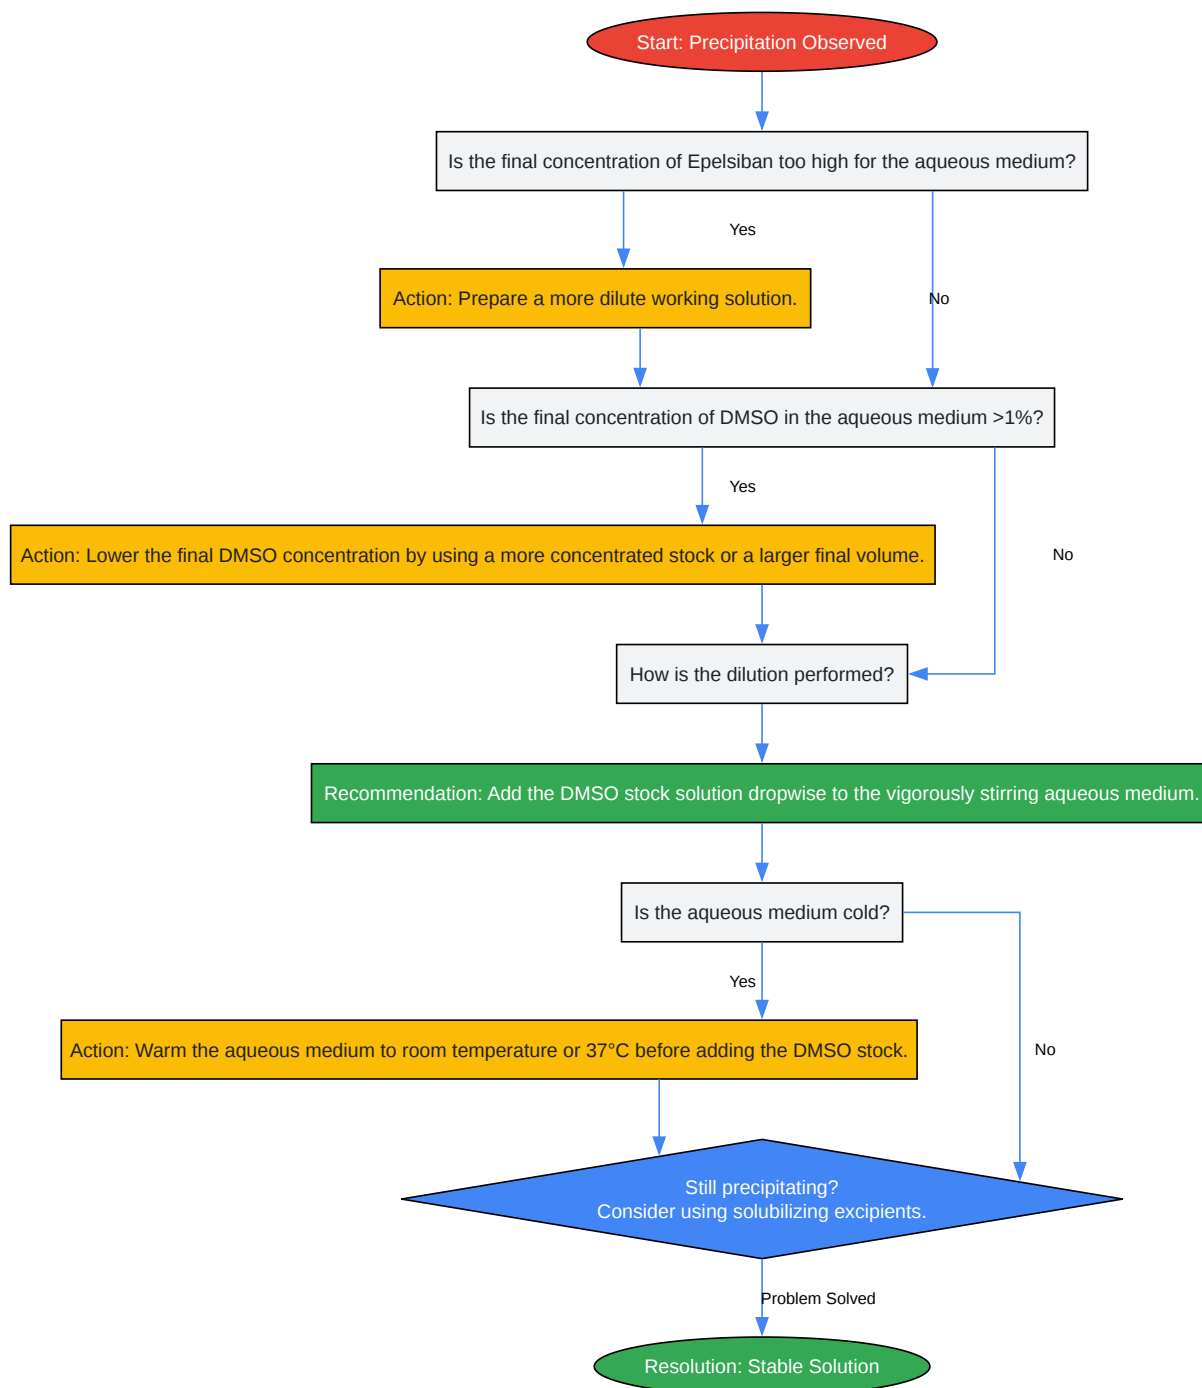 Start: Precipitation Observed
Is the final concentration of Epelsiban too high for the aqueous medium?
Yes
Action: Prepare a more dilute working solution.
No
Is the final concentration of DMSO in the aqueous medium >1%?
Yes
Action: Lower the final DMSO concentration by using a more concentrated stock or a larger final volume.
No
How is the dilution performed?
Recommendation: Add the DMSO stock solution dropwise to the vigorously stirring aqueous medium.
Is the aqueous medium cold?
Yes
Action: Warm the aqueous medium to room temperature or 37°C before adding the DMSO stock.
No
Still precipitating?
Consider using solubilizing excipients.
Problem Solved
Resolution: Stable Solution